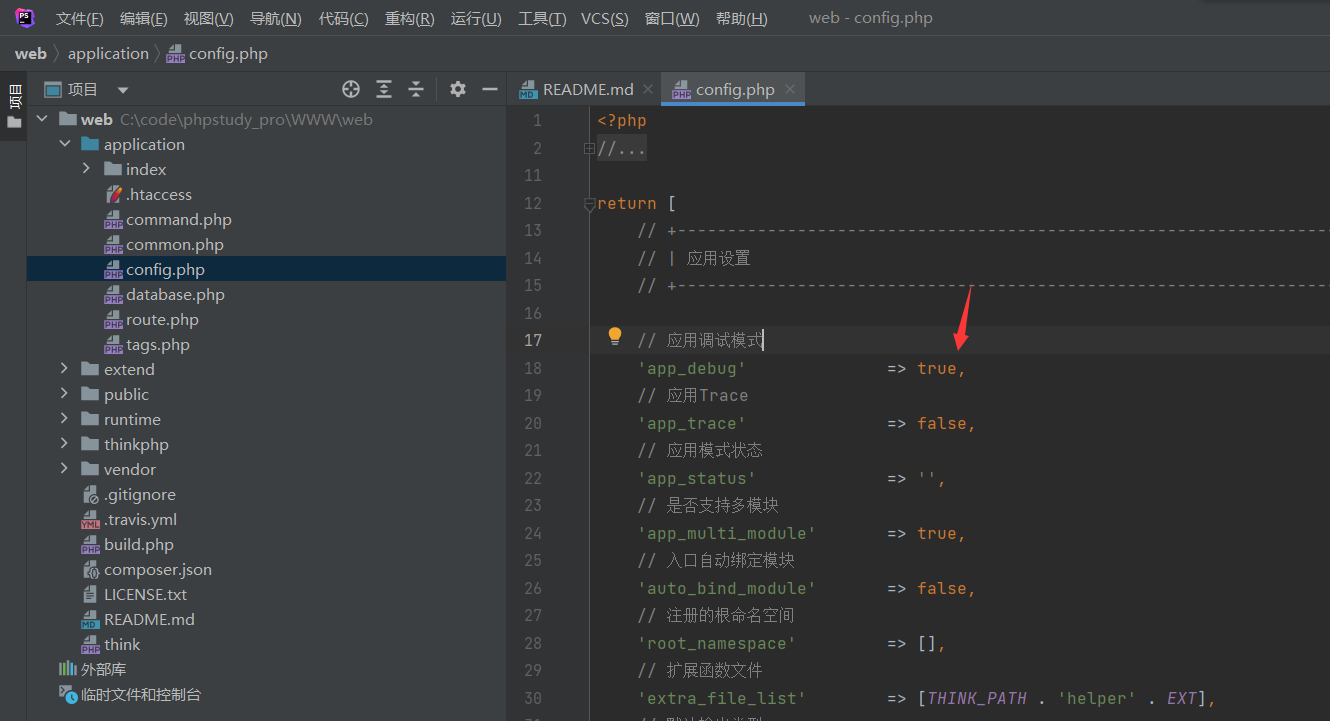 PS 文件(F) 编辑(E) 视图(V) 导航(N) 代码(C) 重构(R) 运行(U) 工具(T) VCS(S) 窗口(W) 帮助(H) web - config.php
web application config.php
项目
项目
web C:\code\phpstudy_pro\WWW\web
application
index
.htaccess
command.php
common.php
config.php
database.php
route.php
tags.php
extend
public
runtime
thinkphp
vendor
.gitignore
.travis.yml
build.php
composer.json
LICENSE.txt
README.md
think
外部库
临时文件和控制台
README.md config.php
1 <?php
2 //...
11
12 return [
13 // +----------------------------------------------------------------------
14 // | 应用设置
15 // +----------------------------------------------------------------------
16
17 // 应用调试模式
18 'app_debug' => true,
19 // 应用Trace
20 'app_trace' => false,
21 // 应用模式状态
22 'app_status' => '',
23 // 是否支持多模块
24 'app_multi_module' => true,
25 // 入口自动绑定模块
26 'auto_bind_module' => false,
27 // 注册的根命名空间
28 'root_namespace' => [],
29 // 扩展函数文件
30 'extra_file_list' => [THINK_PATH . 'helper' . EXT],